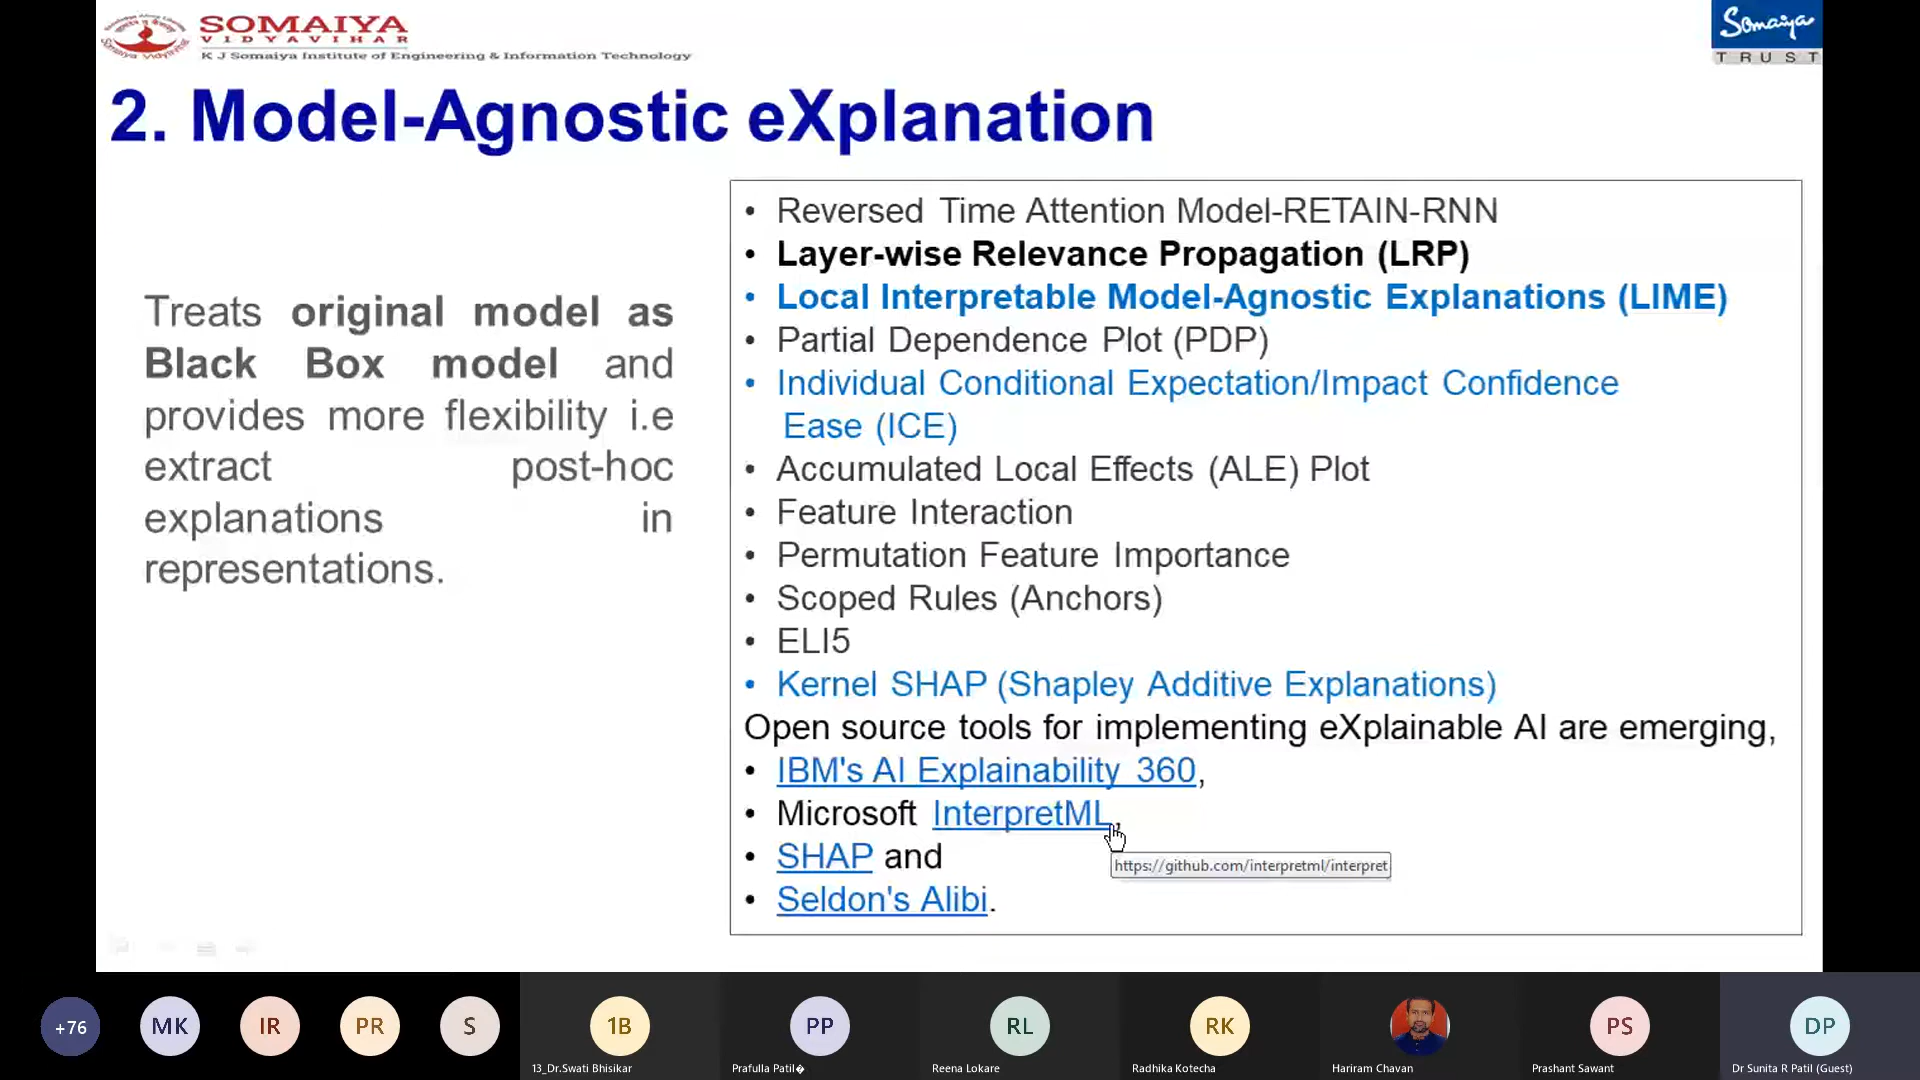 SOMAIYA
VIDYAVIHAR
K J Somaiya Institute of Engineering & Information Technology
Somaiya
TRUST
2. Model-Agnostic eXplanation
Treats original model as
Black Box model and
provides more flexibility i.e
extract post-hoc
explanations in
representations.
• Reversed Time Attention Model-RETAIN-RNN
• Layer-wise Relevance Propagation (LRP)
• Local Interpretable Model-Agnostic Explanations (LIME)
• Partial Dependence Plot (PDP)
• Individual Conditional Expectation/Impact Confidence
Ease (ICE)
• Accumulated Local Effects (ALE) Plot
• Feature Interaction
• Permutation Feature Importance
• Scoped Rules (Anchors)
• ELI5
• Kernel SHAP (Shapley Additive Explanations)
Open source tools for implementing eXplainable AI are emerging,
• IBM's AI Explainability 360,
• Microsoft InterpretML,
• SHAP and
https://github.com/interpretml/interpret
• Seldon's Alibi.
+76 MK IR PR S 1B PP RL RK PS DP
13_Dr.Swati Bhisikar Prafulla Patil� Reena Lokare Radhika Kotecha Hariram Chavan Prashant Sawant Dr Sunita R Patil (Guest)